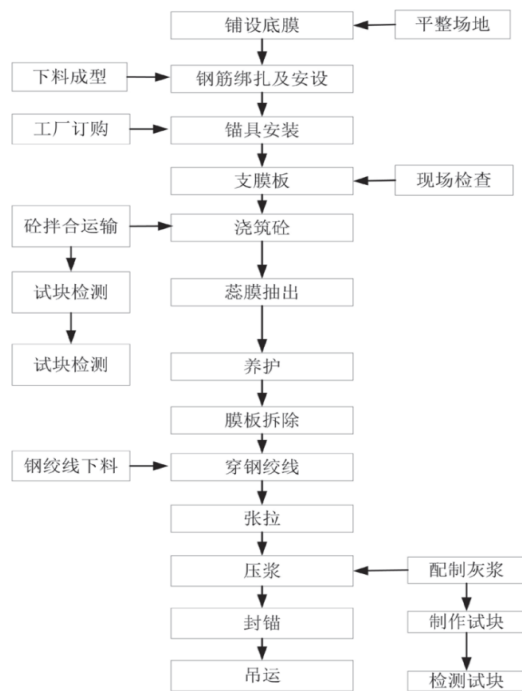 铺设底膜
平整场地
下料成型
钢筋绑扎及安设
工厂订购
锚具安装
支膜板
现场检查
砼拌合运输
浇筑砼
试块检测
蕊膜抽出
试块检测
养护
膜板拆除
钢绞线下料
穿钢绞线
张拉
压浆
配制灰浆
封锚
制作试块
吊运
检测试块